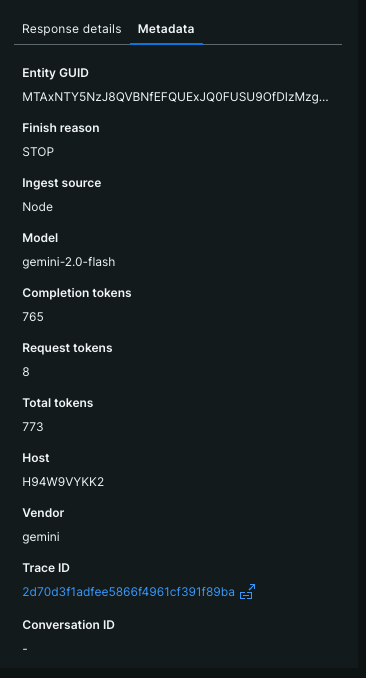 Response details Metadata
Entity GUID
MTAxNTY5NzJ8QVBNfEFQUExJQ0FUSU9OfDIzMzg...
Finish reason
STOP
Ingest source
Node
Model
gemini-2.0-flash
Completion tokens
765
Request tokens
8
Total tokens
773
Host
H94W9VYKK2
Vendor
gemini
Trace ID
2d70d3f1adfee5866f4961cf391f89ba
Conversation ID
-